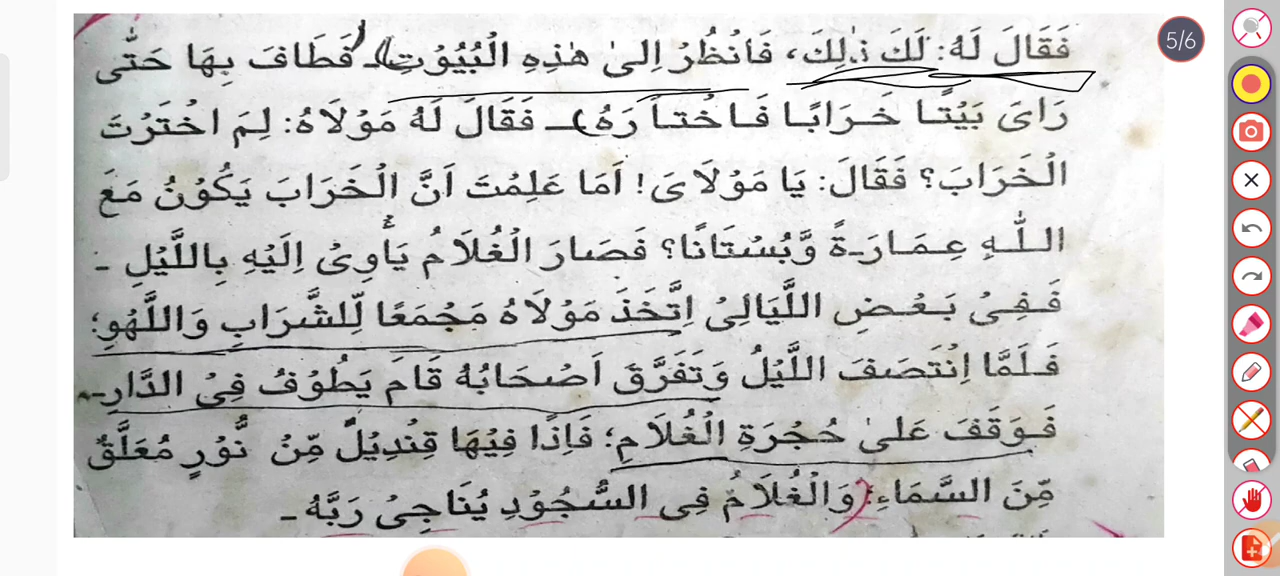 5/6
فَقَالَ لَهُ: لَكَ ذٰلِكَ، فَانْظُرْ اِلىٰ هٰذِهِ الْبُيُوْتِ، فَطَافَ بِهَا حَتّٰى
رَاىَ بَيْتًا خَرَابًا فَاخْتَارَهُ ـ فَقَالَ لَهُ مَوْلَاهُ: لِمَ اخْتَرْتَ
الْخَرَابَ؟ فَقَالَ: يَا مَوْلَاىَ! اَمَا عَلِمْتَ اَنَّ الْخَرَابَ يَكُوْنُ مَعَ
اللّٰهِ عِمَارَةً وَّبُسْتَانًا؟ فَصَارَ الْغُلَامُ يَأْوِىْ اِلَيْهِ بِاللَّيْلِ ـ
فَفِىْ بَعْضِ اللَّيَالِىْ اِتَّخَذَ مَوْلَاهُ مَجْمَعًا لِّلشَّرَابِ وَاللَّهْوِ؛
فَلَمَّا اِنْتَصَفَ اللَّيْلُ وَتَفَرَّقَ اَصْحَابُهُ قَامَ يَطُوْفُ فِىْ الدَّارِ ـ
فَوَقَفَ عَلىٰ حُجْرَةِ الْغُلَامِ؛ فَاِذَا فِيْهَا قِنْدِيْلٌ مِّنْ نُّوْرٍ مُعَلَّقٌ
مِّنَ السَّمَاءِ؛ وَالْغُلَامُ فِى السُّجُوْدِ يُنَاجِىْ رَبَّهُ ـ